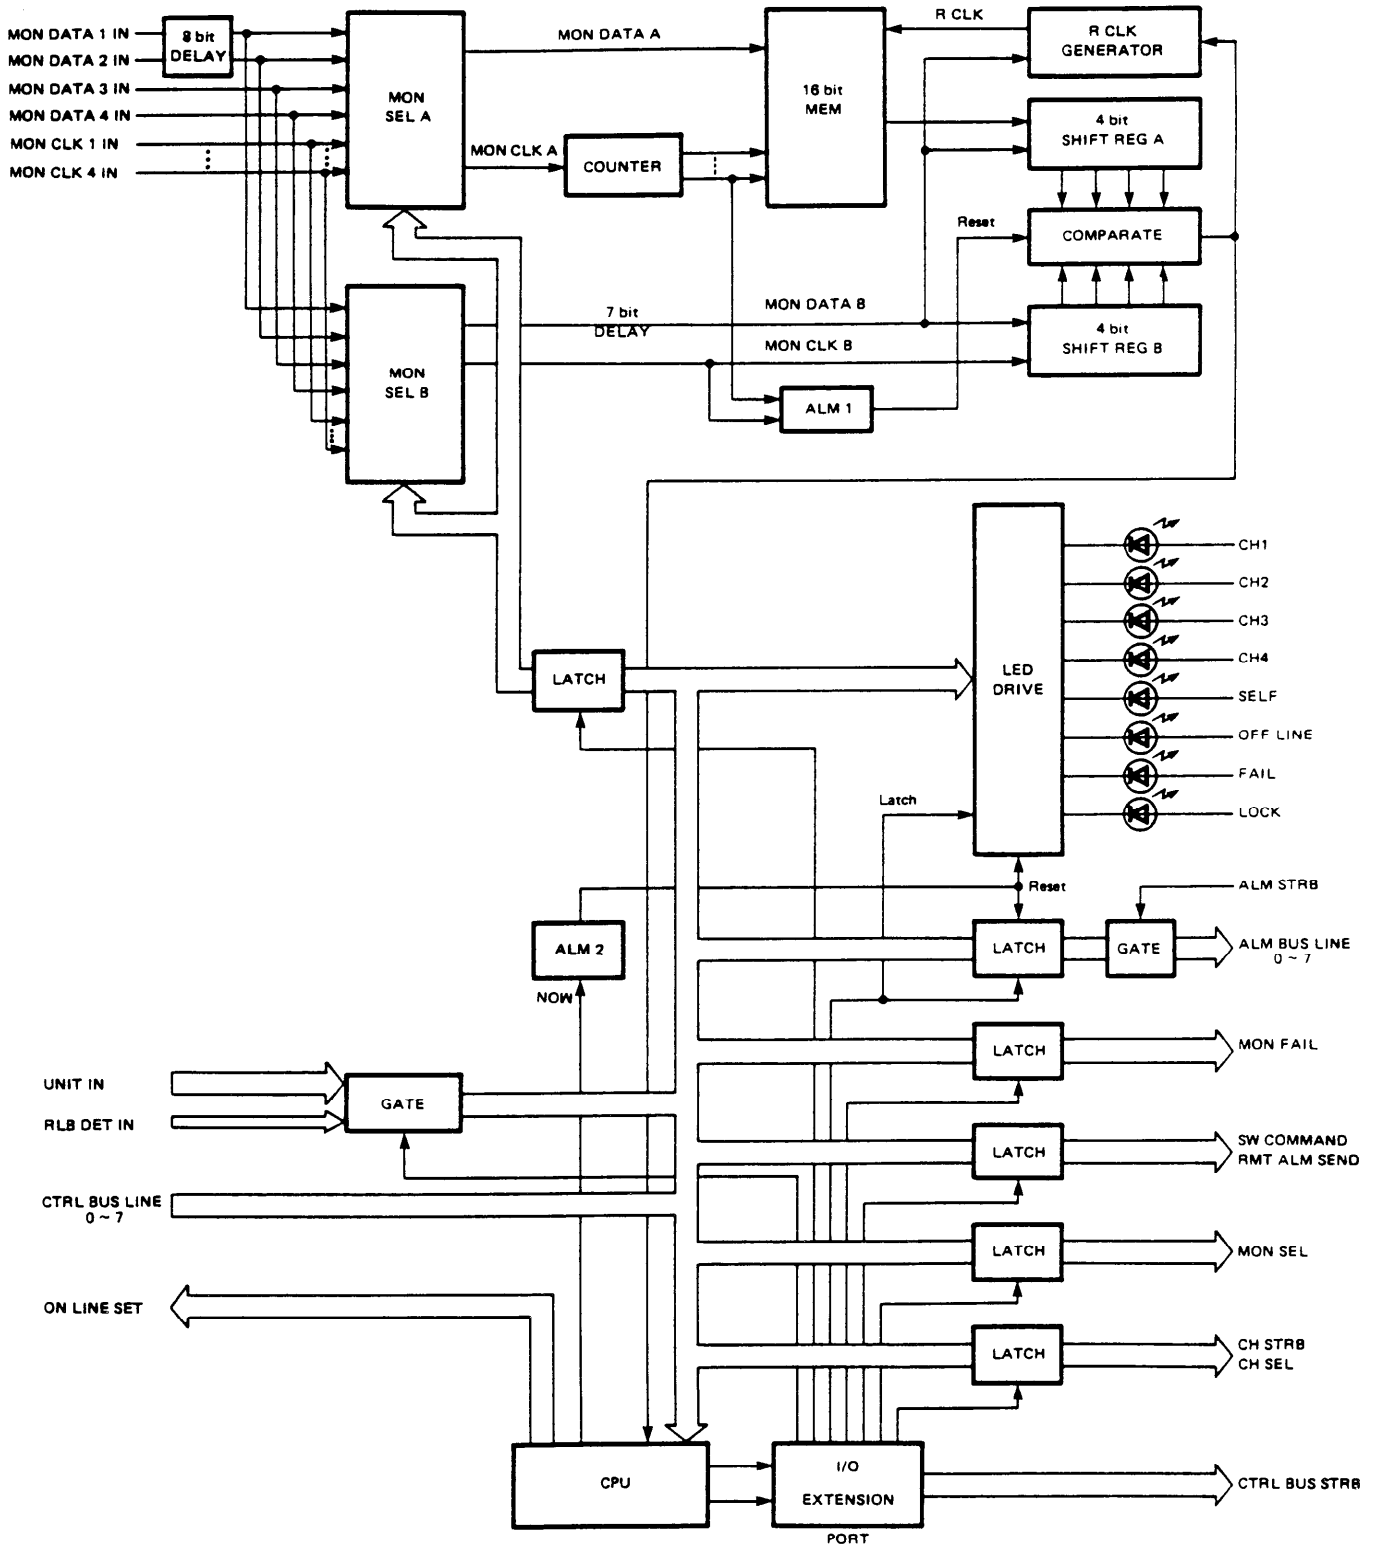 R CLK
MON DATA 1 IN
8 bit
DELAY
MON DATA 2 IN
MON DATA 3 IN
MON DATA 4 IN
MON CLK 1 IN
MON CLK 4 IN
MON
SEL A
MON DATA A
MON CLK A
COUNTER
16 bit
MEM
R CLK
GENERATOR
4 bit
SHIFT REG A
Reset
COMPARATE
MON
SEL B
7 bit
DELAY
MON DATA B
MON CLK B
4 bit
SHIFT REG B
ALM 1
LATCH
LED
DRIVE
CH1
CH2
CH3
CH4
SELF
OFF LINE
FAIL
LOCK
Latch
Reset
ALM STRB
ALM 2
NOW
LATCH
GATE
ALM BUS LINE
0 ~ 7
LATCH
MON FAIL
UNIT IN
RLB DET IN
GATE
LATCH
SW COMMAND
RMT ALM SEND
CTRL BUS LINE
0 ~ 7
LATCH
MON SEL
ON LINE SET
LATCH
CH STRB
CH SEL
CPU
I/O
EXTENSION
PORT
CTRL BUS STRB